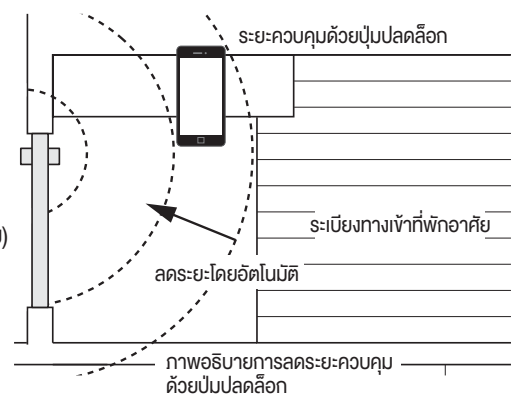 ระยะควบคุมด้วยปุ่มปลดล็อก
ระเบียงทางเข้าที่พักอาศัย
ลดระยะโดยอัตโนมัติ
ภาพอธิบายการลดระยะควบคุม
ด้วยปุ่มปลดล็อก